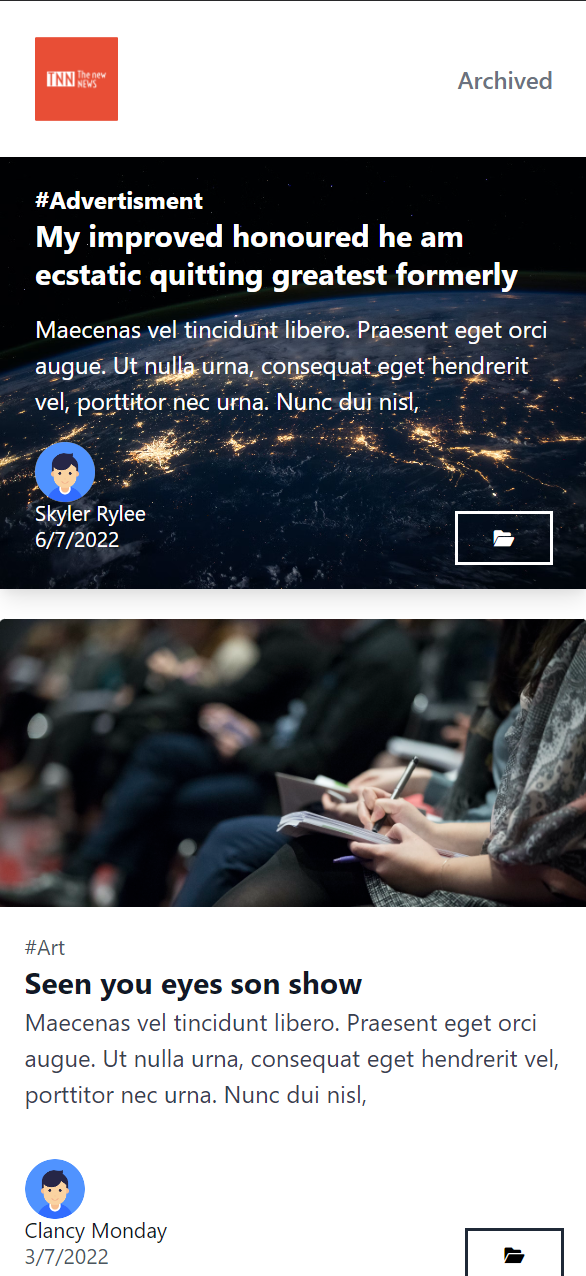 TNN The new
NEWS
Archived
#Advertisment
My improved honoured he am
ecstatic quitting greatest formerly
Maecenas vel tincidunt libero. Praesent eget orci
augue. Ut nulla urna, consequat eget hendrerit
vel, porttitor nec urna. Nunc dui nisl,
Skyler Rylee
6/7/2022
#Art
Seen you eyes son show
Maecenas vel tincidunt libero. Praesent eget orci
augue. Ut nulla urna, consequat eget hendrerit vel,
porttitor nec urna. Nunc dui nisl,
Clancy Monday
3/7/2022